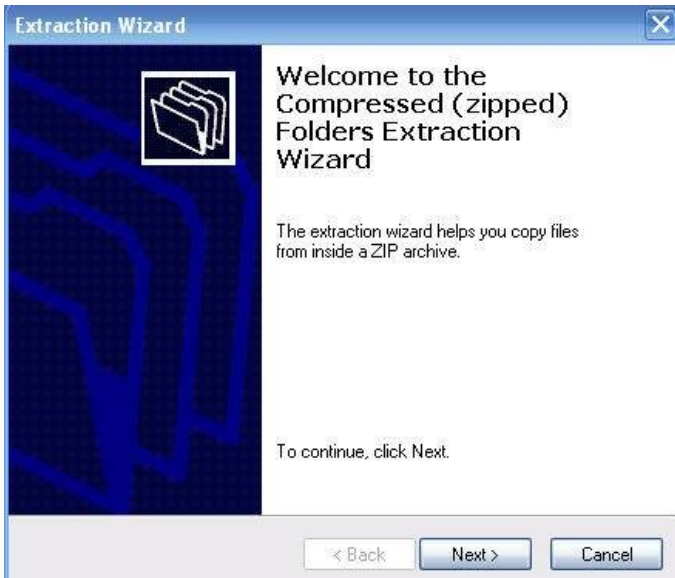 Extraction Wizard
Welcome to the
Compressed (zipped)
Folders Extraction
Wizard
The extraction wizard helps you copy files
from inside a ZIP archive.
To continue, click Next.
< Back
Next >
Cancel